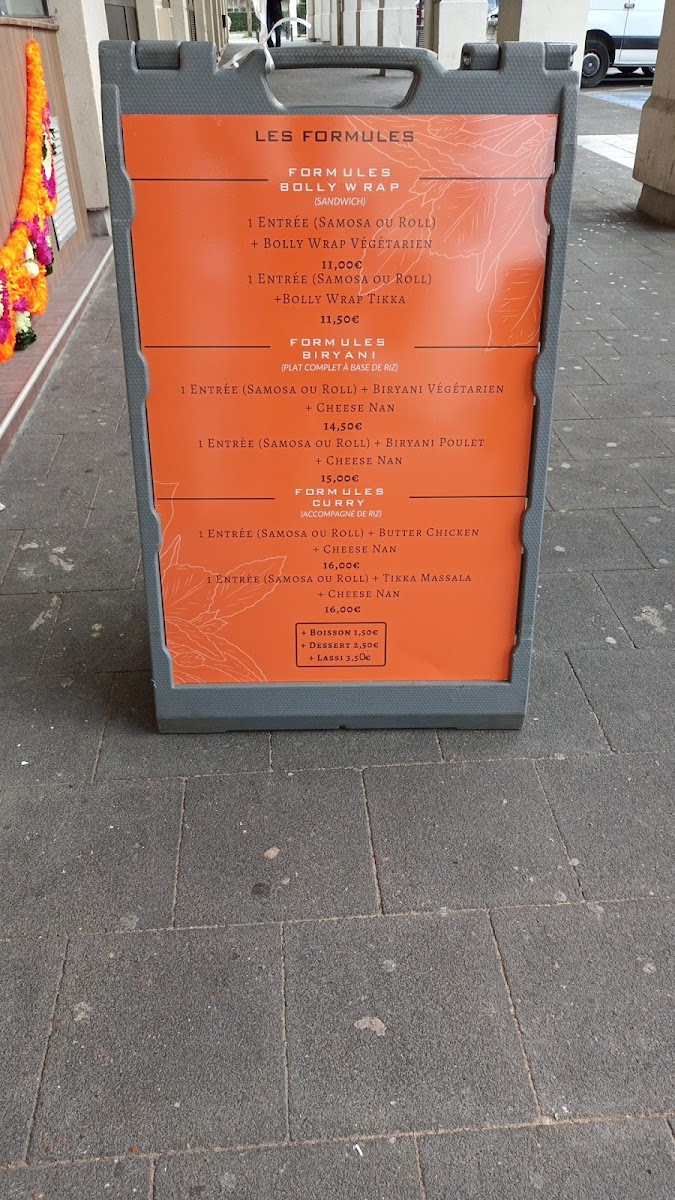 LES FORMULES
FORMULES
BOLLY WRAP
(SANDWICH)
1 ENTRÉE (SAMOSA OU ROLL)
+ BOLLY WRAP VÉGÉTARIEN
11,00€
1 ENTRÉE (SAMOSA OU ROLL)
+BOLLY WRAP TIKKA
11,50€
FORMULES
BIRYANI
(PLAT COMPLET À BASE DE RIZ)
1 ENTRÉE (SAMOSA OU ROLL) + BIRYANI VÉGÉTARIEN
+ CHEESE NAN
14,50€
1 ENTRÉE (SAMOSA OU ROLL) + BIRYANI POULET
+ CHEESE NAN
15,00€
FORMULES
CURRY
(ACCOMPAGNÉ DE RIZ)
1 ENTRÉE (SAMOSA OU ROLL) + BUTTER CHICKEN
+ CHEESE NAN
16,00€
1 ENTRÉE (SAMOSA OU ROLL) + TIKKA MASSALA
+ CHEESE NAN
16,00€
+ BOISSON 1,50€
+ DESSERT 2,50€
+ LASSI 3,50€